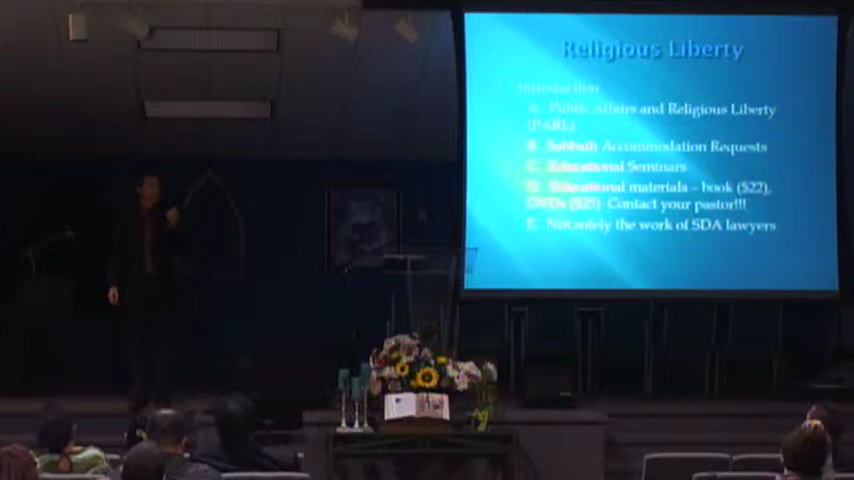 Religious Liberty
Introduction
A. Public Affairs and Religious Liberty
(PARL)
B. Sabbath Accommodation Requests
C. Educational Seminars
D. Educational materials – book ($22),
DVDs ($25) Contact your pastor!!!
E. Not solely the work of SDA lawyers